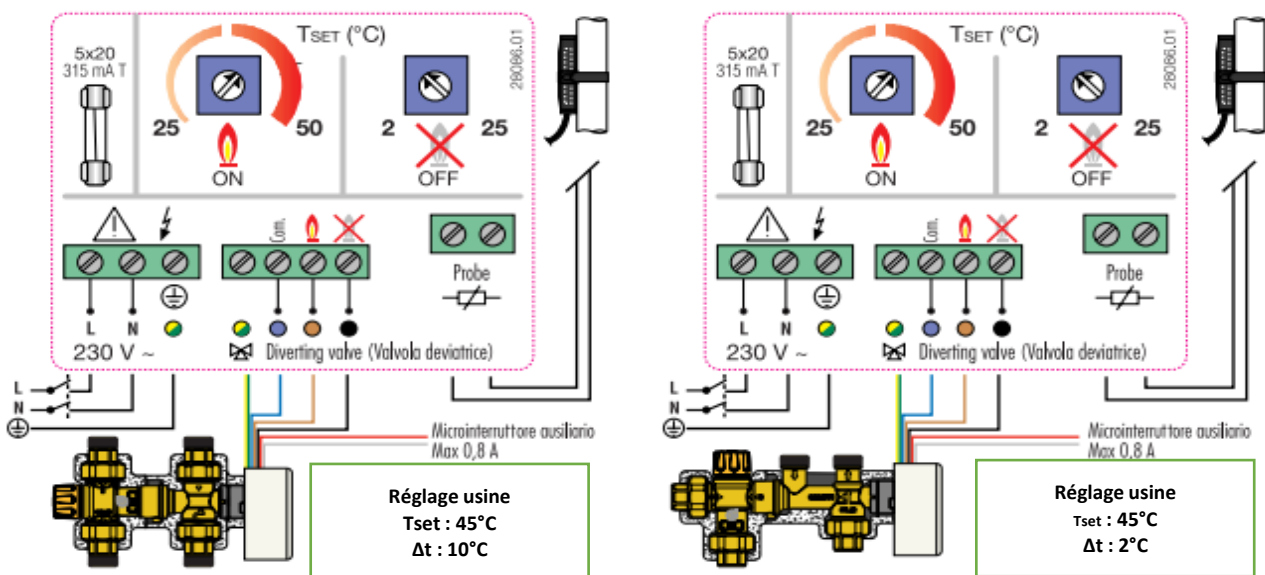 TSET (°C)
5x20
315 mA T
28086.01
25
50
2
25
ON
OFF
Com.
Probe
L
N
230 V ~
Diverting valve (Valvola deviatrice)
L
N
Microinterruttore ausiliario
Max 0,8 A
Réglage usine
Tset : 45°C
Δt : 10°C
TSET (°C)
5x20
315 mA T
28086.01
25
50
2
25
ON
OFF
Com.
Probe
L
N
230 V ~
Diverting valve (Valvola deviatrice)
L
N
Microinterruttore ausiliario
Max 0,8 A
Réglage usine
Tset : 45°C
Δt : 2°C